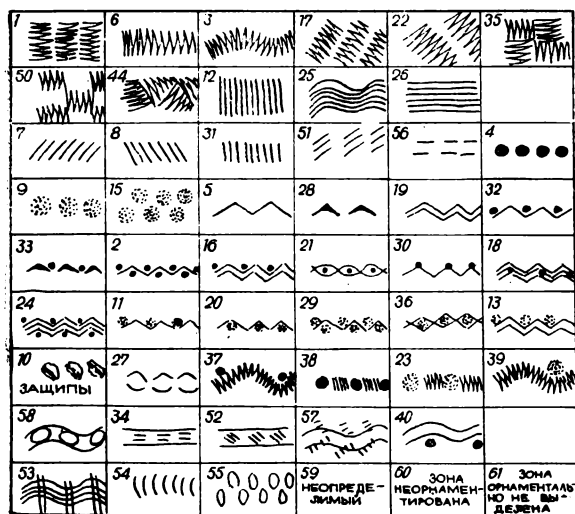 1 6 3 17 22 35
50 44 12 25 26
7 8 31 51 56 4
9 15 5 28 19 32
33 2 16 21 30 18
24 11 20 29 36 13
10 27 37 38 23 39
ЗАЩИПЫ
58 34 52 57 40
53 54 55 59 60 61
НЕОПРЕДЕ-
ЛИМЫЙ
ЗОНА
НЕОРНАМЕН-
ТИРОВАНА
ЗОНА
ОРНАМЕНТАЛЬ
НО НЕ ВЫ-
ДЕЛЕНА